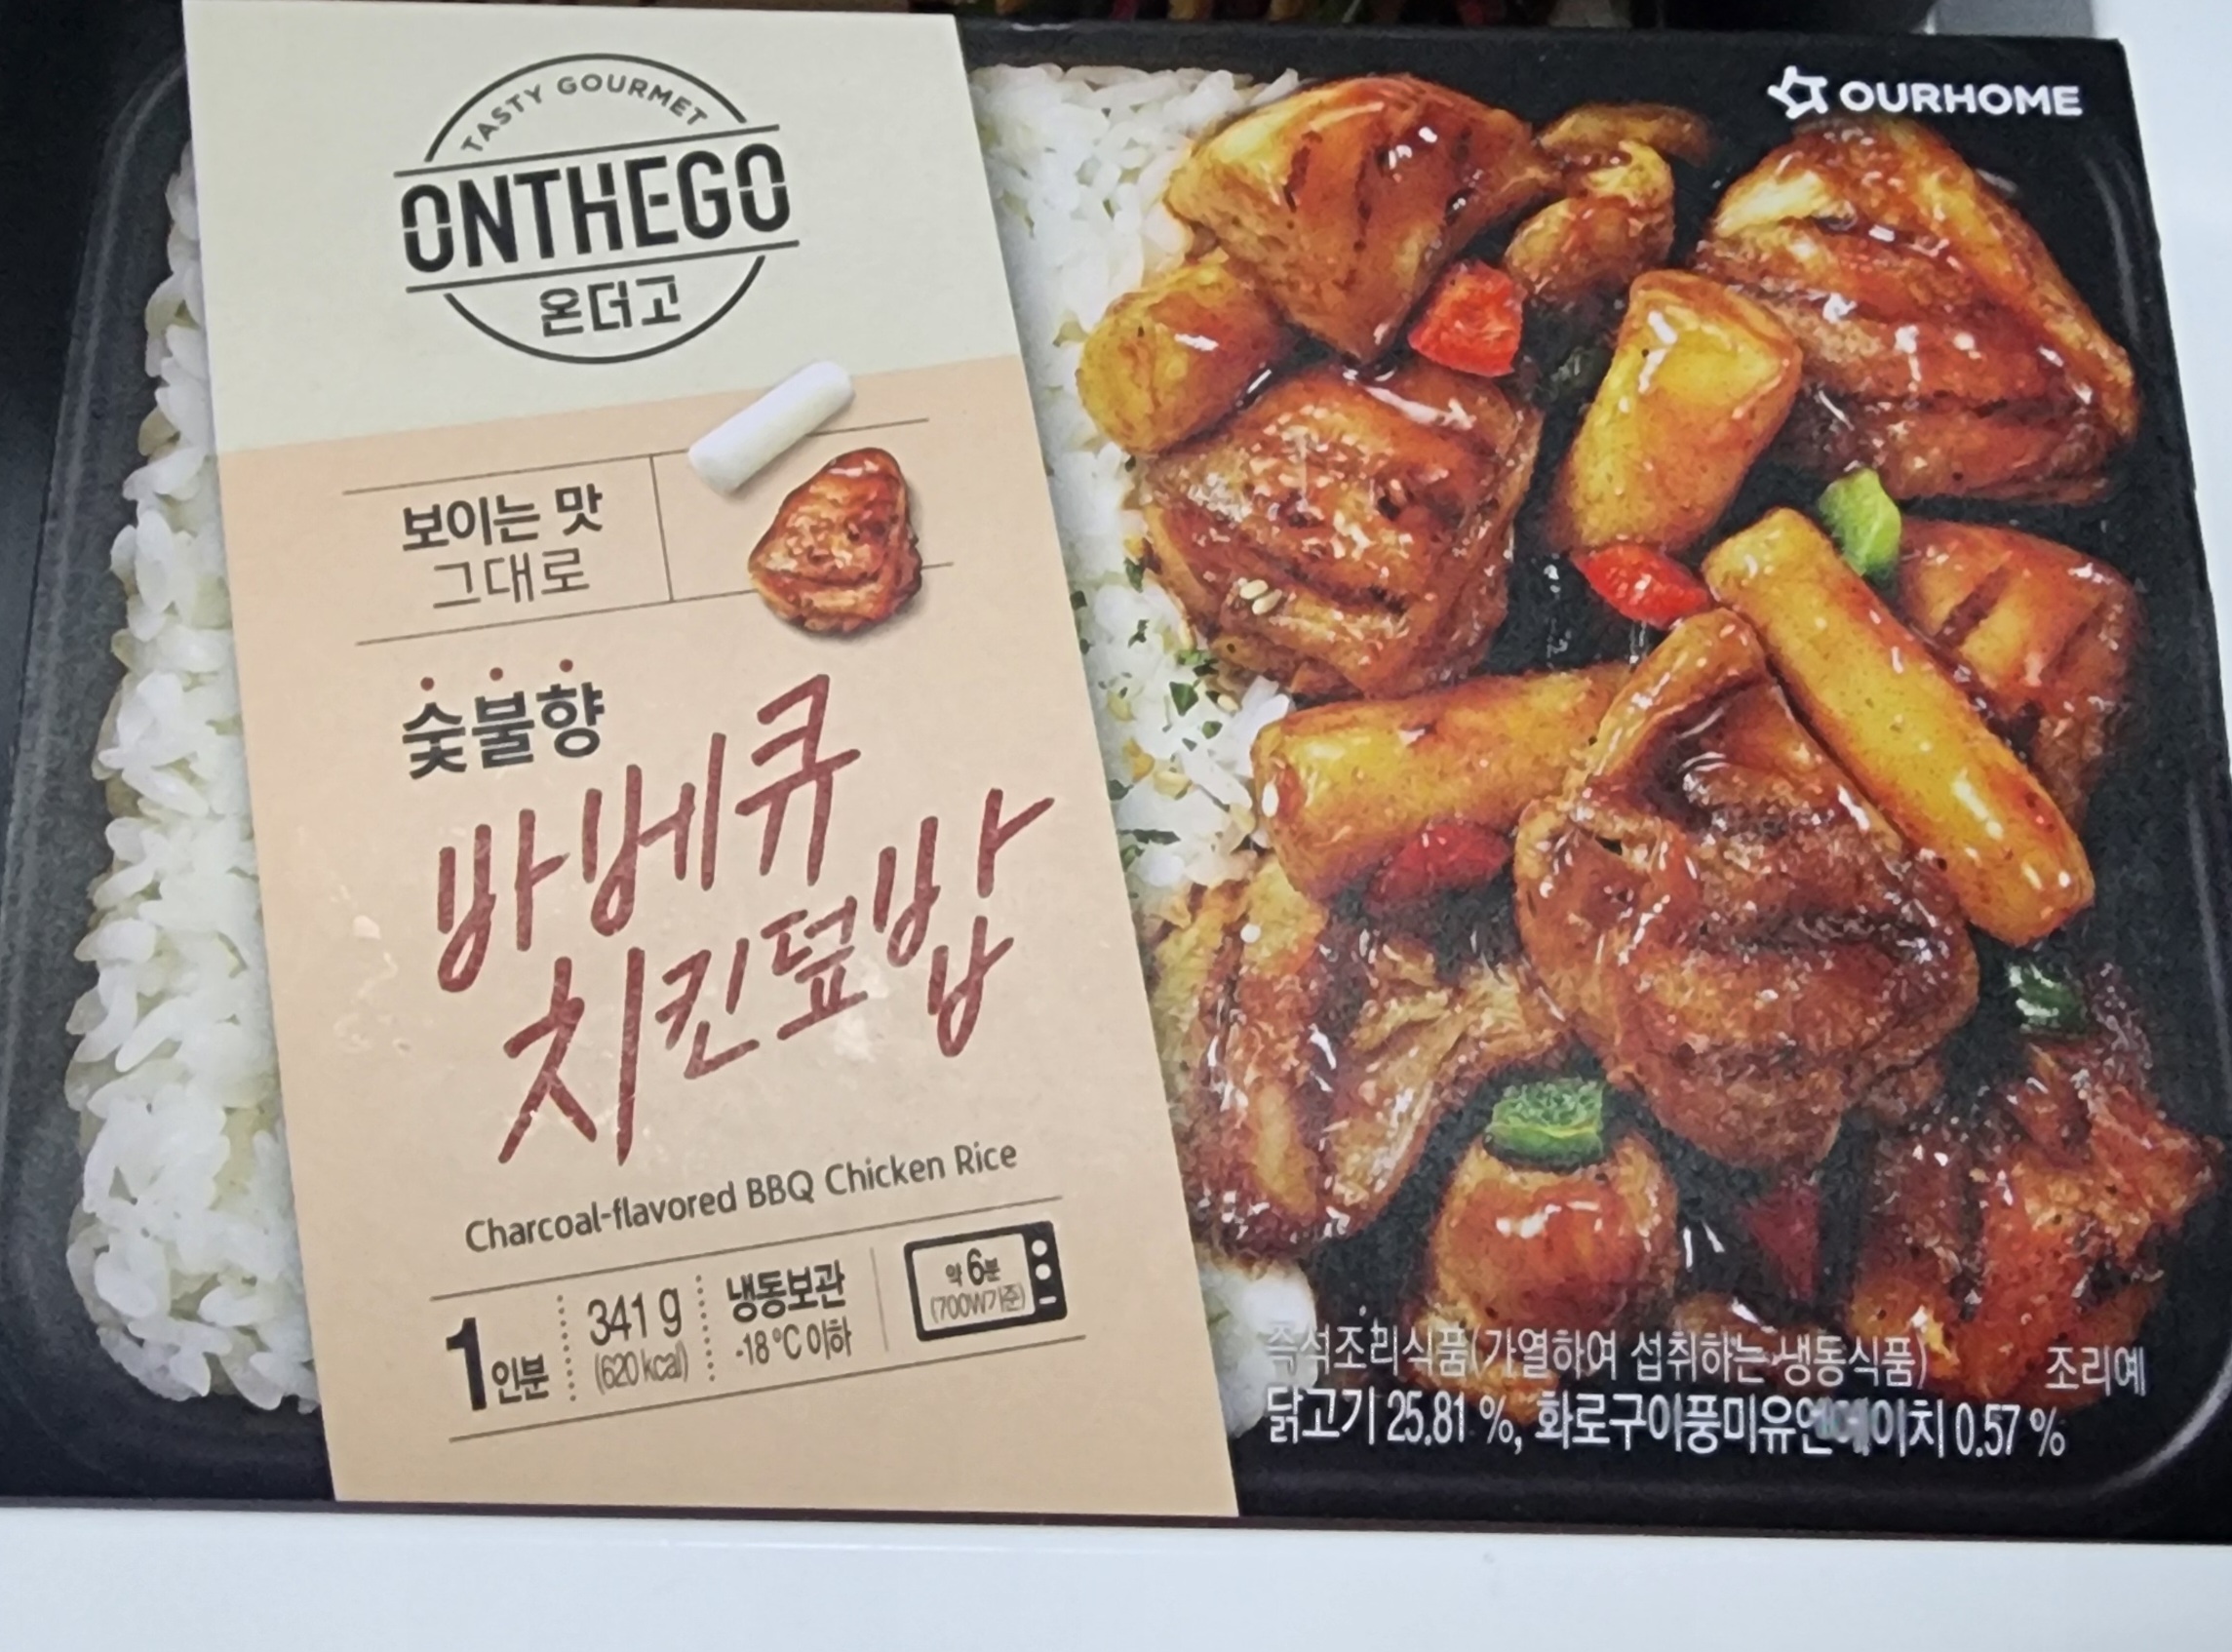 TASTY GOURMET
ONTHEGO
온더고
OURHOME
보이는 맛
그대로
숯불향
바베큐
치킨덮밥
Charcoal-flavored BBQ Chicken Rice
1인분
341 g
(620 kcal)
냉동보관
-18 ℃ 이하
약 6분
(700W기준)
즉석조리식품(가열하여 섭취하는 냉동식품)
조리예
닭고기 25.81 %, 화로구이풍미유엔에이치 0.57 %